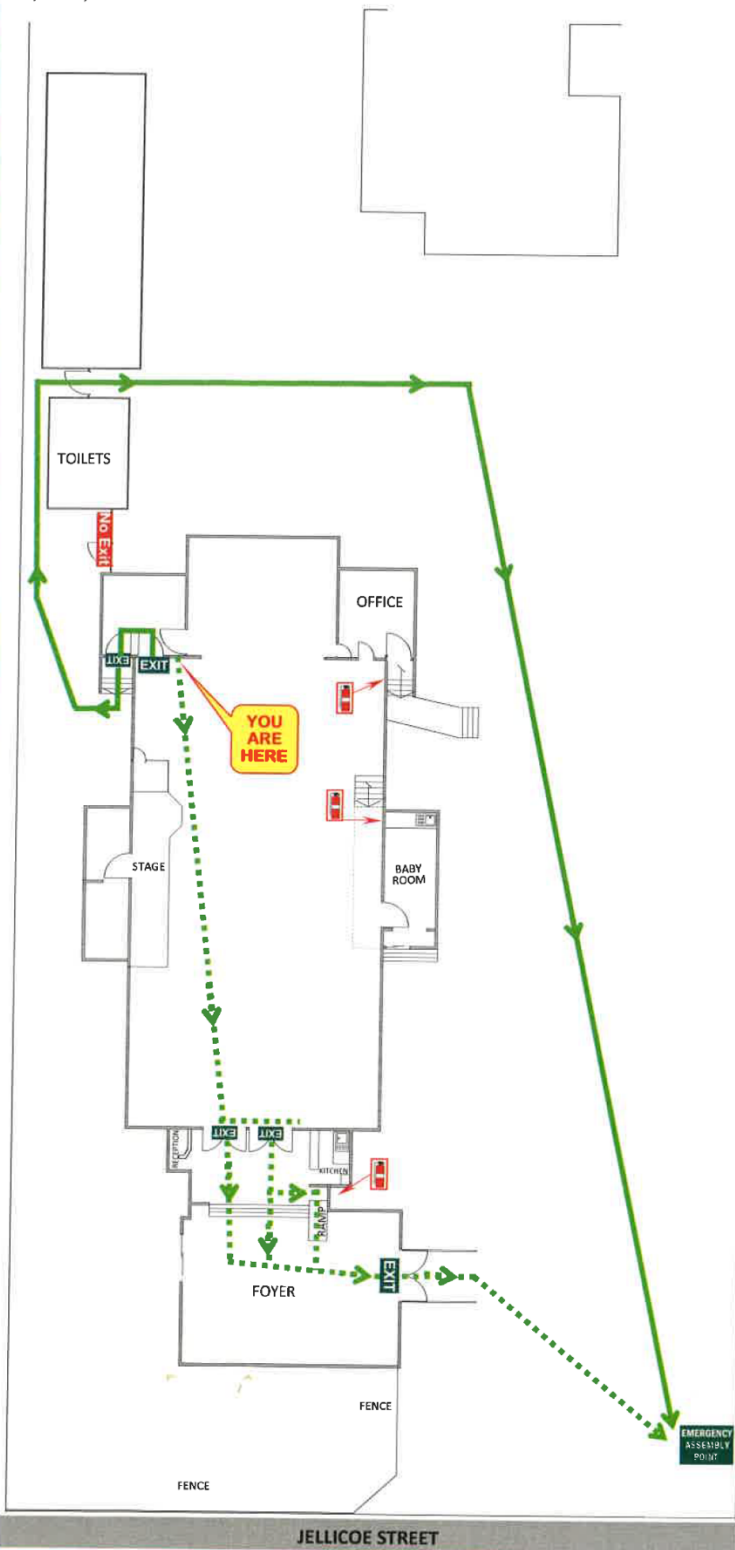 TOILETS
No Exit
OFFICE
EXIT
EXIT
YOU
ARE
HERE
STAGE
BABY
ROOM
EXIT
EXIT
RECEPTION
KITCHEN
RAMP
EXIT
FOYER
FENCE
EMERGENCY
ASSEMBLY
POINT
FENCE
JELLICOE STREET